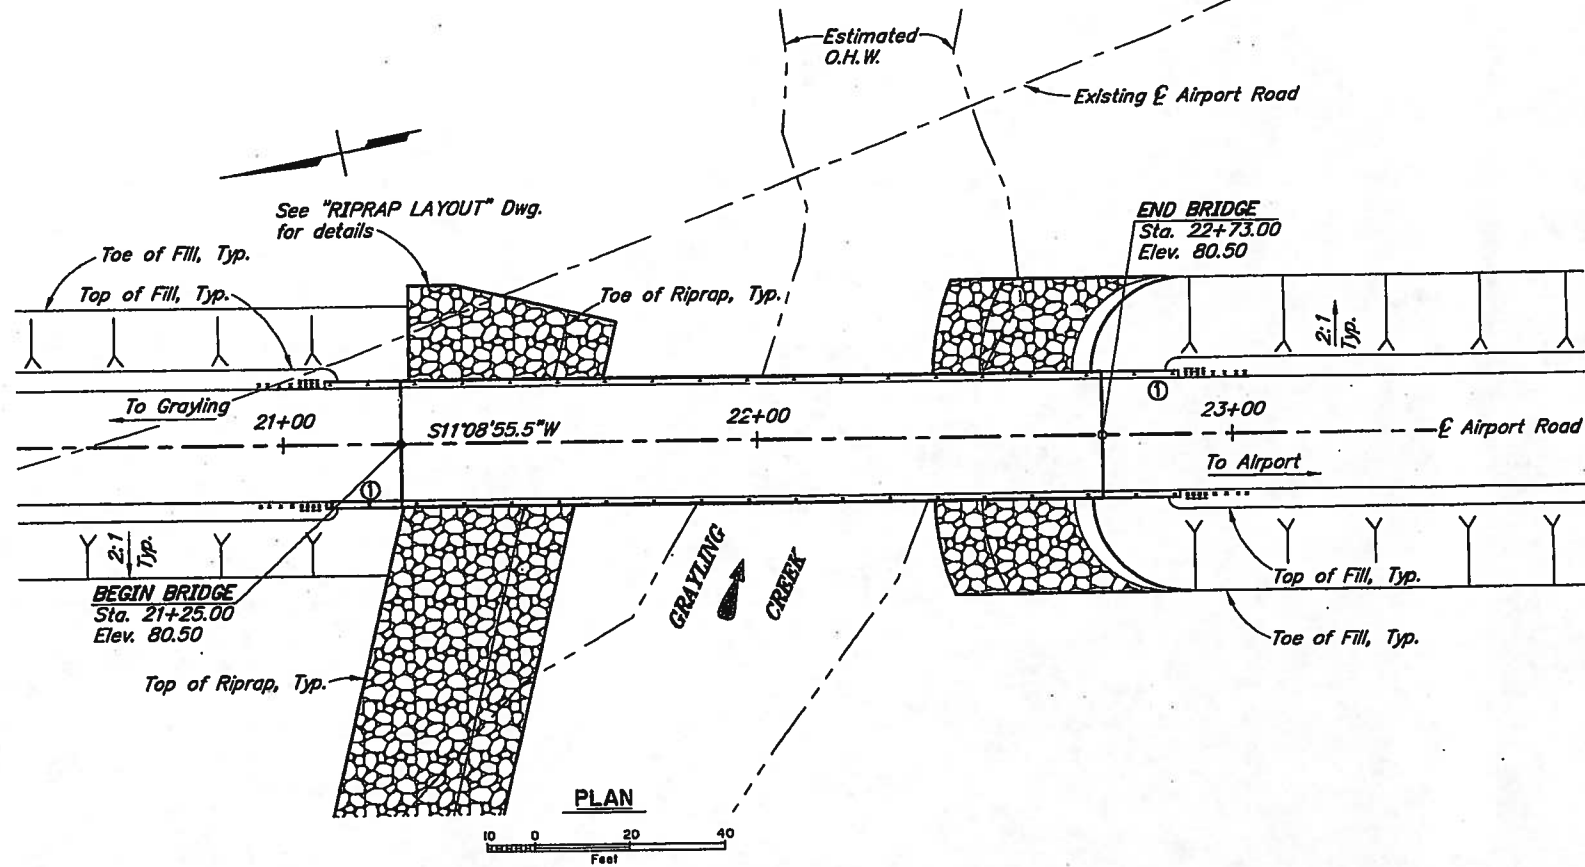 Estimated
O.H.W.
Existing ℄ Airport Road
See "RIPRAP LAYOUT" Dwg.
for details
END BRIDGE
Sta. 22+73.00
Elev. 80.50
Toe of Fill, Typ.
Top of Fill, Typ.
Toe of Riprap, Typ.
2:1
Typ.
To Grayling
21+00
S11°08'55.5"W
22+00
1
23+00
℄ Airport Road
To Airport
1
2:1
Typ.
BEGIN BRIDGE
Sta. 21+25.00
Elev. 80.50
GRAYLING
CREEK
Top of Fill, Typ.
Toe of Fill, Typ.
Top of Riprap, Typ.
PLAN
10 0 20 40
Feet